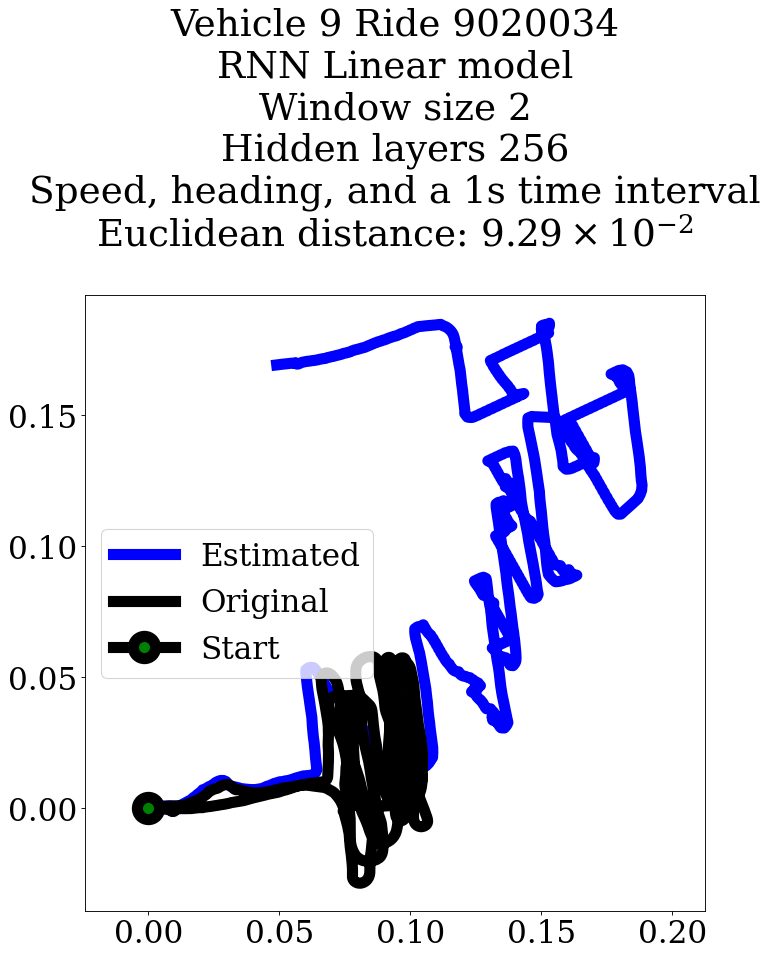 Vehicle 9 Ride 9020034
RNN Linear model
Window size 2
Hidden layers 256
Speed, heading, and a 1s time interval
Euclidean distance: 9.29 × 10⁻²
0.15
0.10
0.05
0.00
Estimated
Original
Start
0.00 0.05 0.10 0.15 0.20